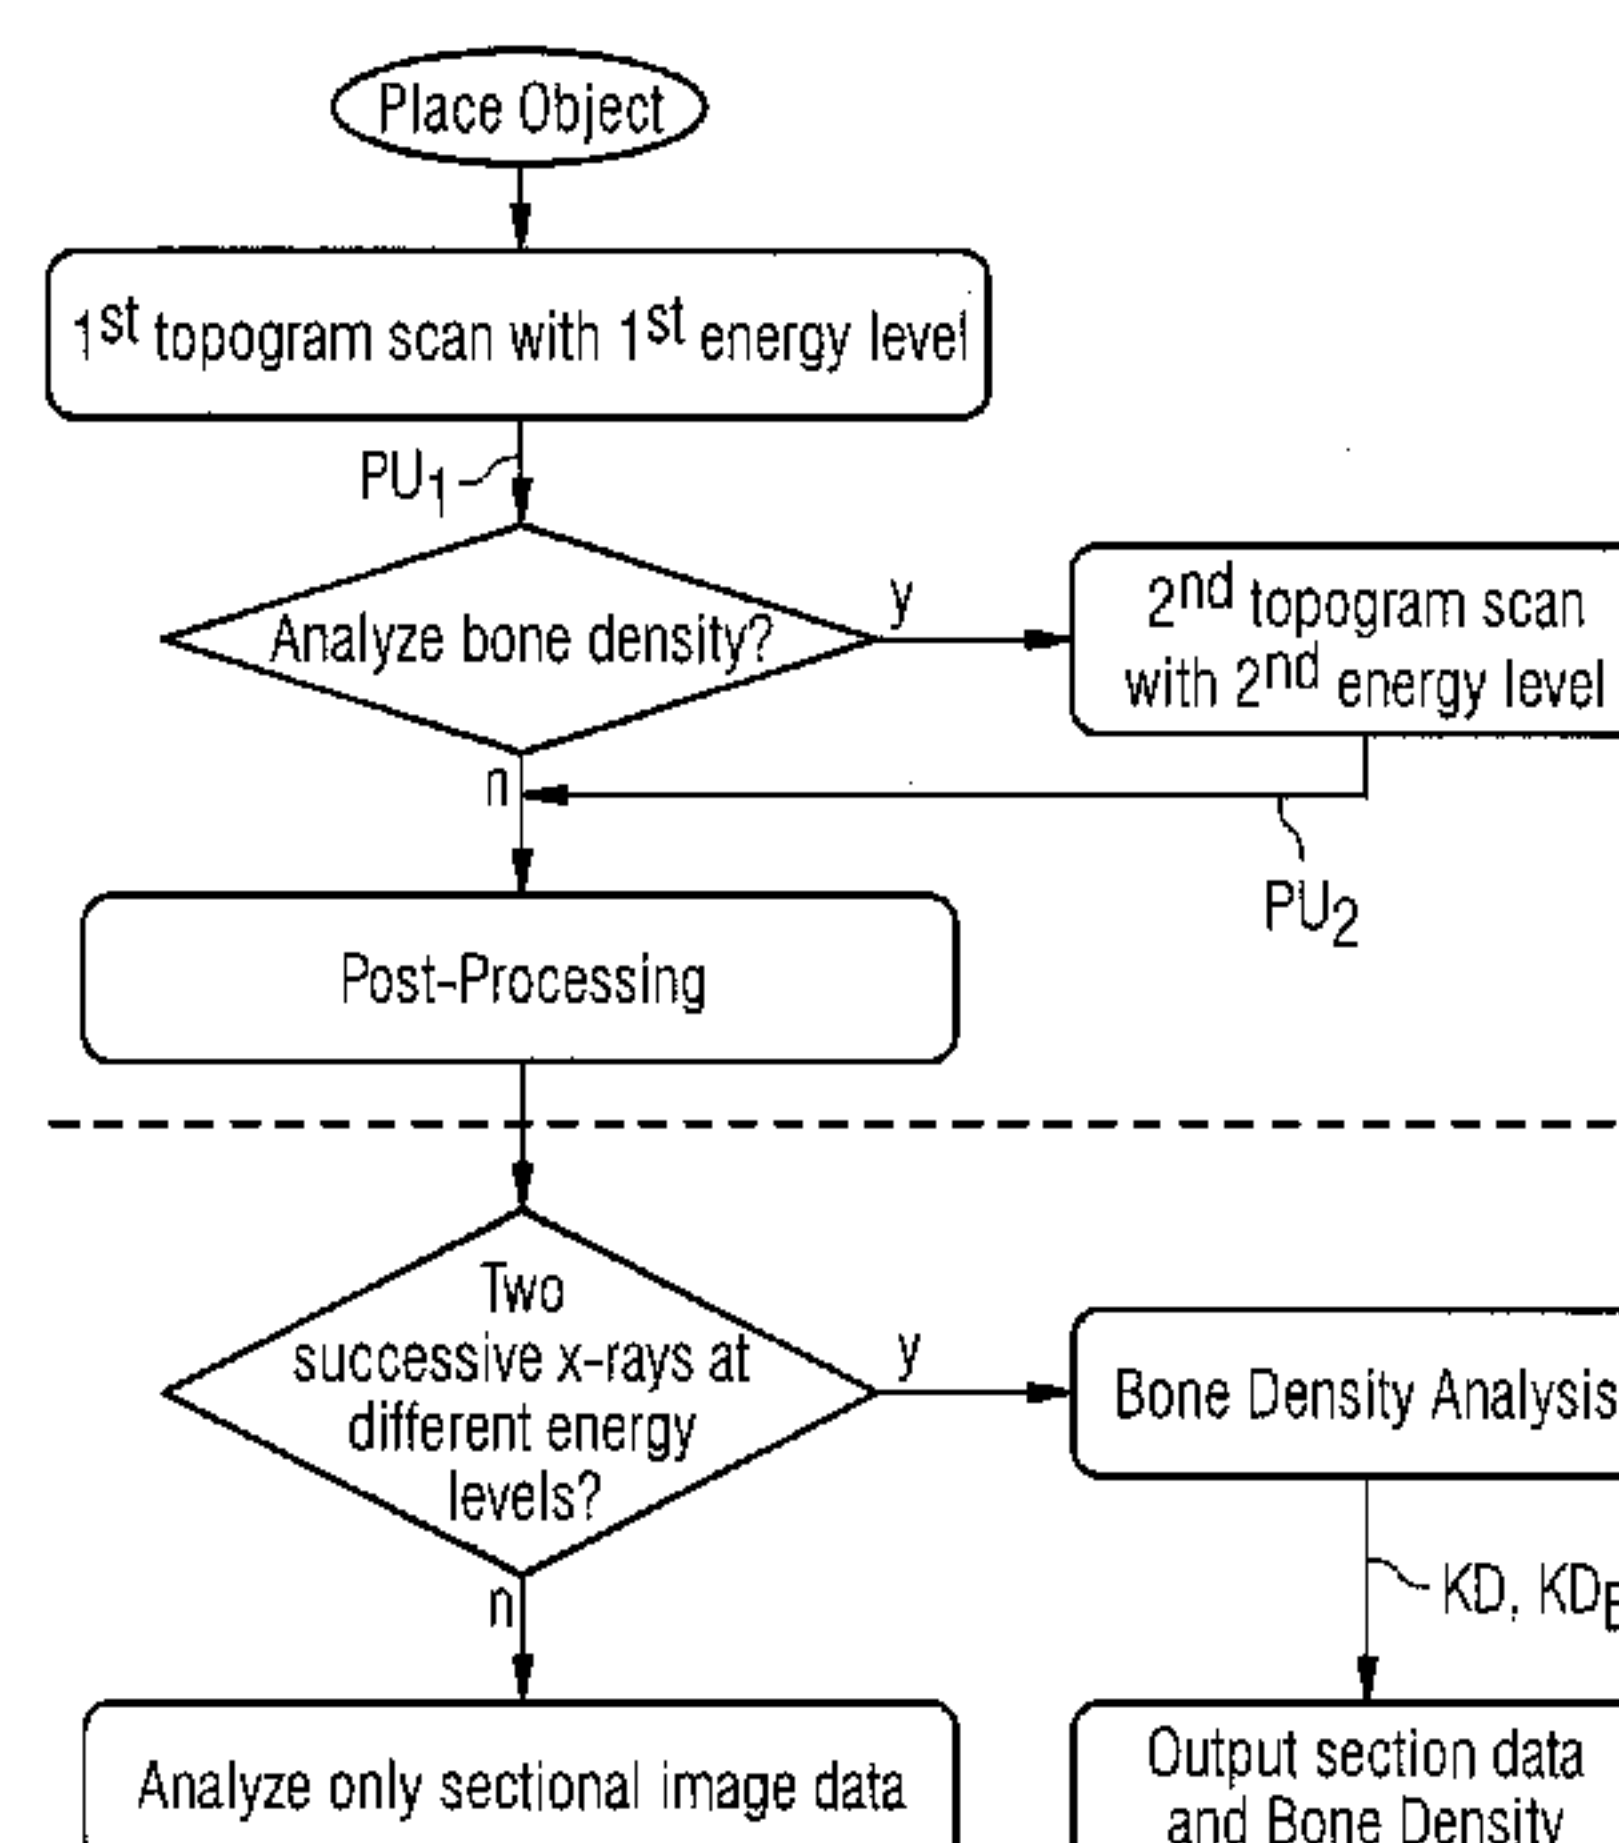 Place Object
1st topogram scan with 1st energy level
PU1
Analyze bone density?
y
2nd topogram scan
with 2nd energy level
n
PU2
Post-Processing
Two
successive x-rays at
different energy
levels?
y
Bone Density Analysis
n
KD, KD
Analyze only sectional image data
Output section data
and Bone Density